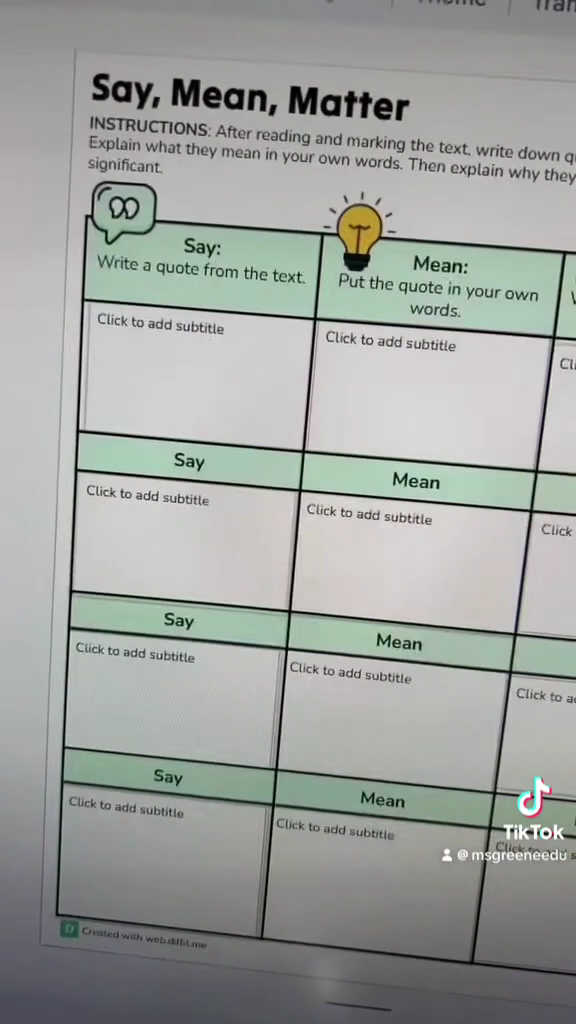 Say, Mean, Matter
INSTRUCTIONS: After reading and marking the text, write down
Explain what they mean in your own words. Then explain why they
significant.
Say:
Write a quote from the text.
Mean:
Put the quote in your own
words.
Click to add subtitle
Click to add subtitle
Say
Mean
Click to add subtitle
Click to add subtitle
Click
Say
Mean
Click to add subtitle
Click to add subtitle
Click to
Say
Mean
Click to add subtitle
Click to add subtitle
TikTok
@msgreeneedu
Created with web.diffit.me